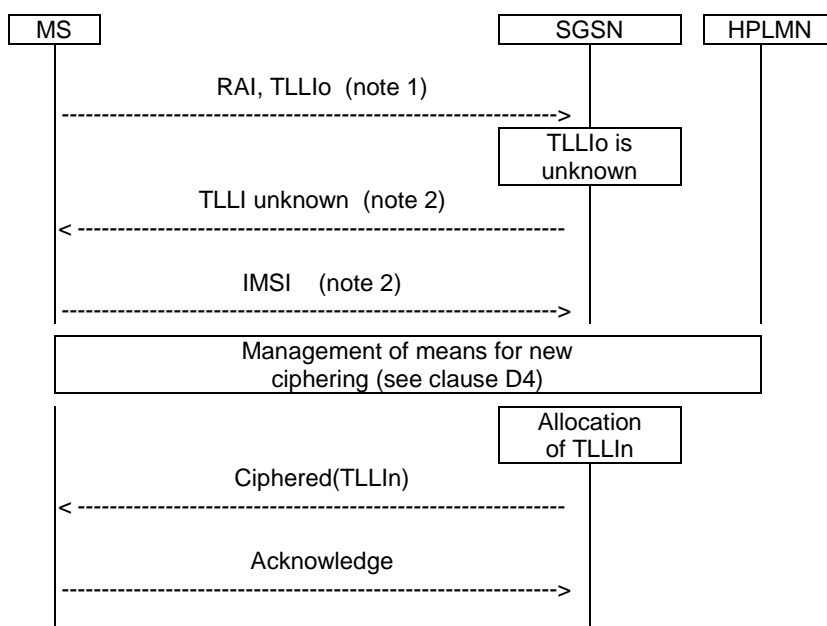 MS SGSN HPLMN
RAI, TLLIo (note 1)
----------------------------------------------------------------->
TLLIo is
unknown
TLLI unknown (note 2)
< ---------------------------------------------------------------
IMSI (note 2)
----------------------------------------------------------------->
Management of means for new
ciphering (see clause D4)
Allocation
of TLLIn
Ciphered(TLLIn)
< ---------------------------------------------------------------
Acknowledge
----------------------------------------------------------------->